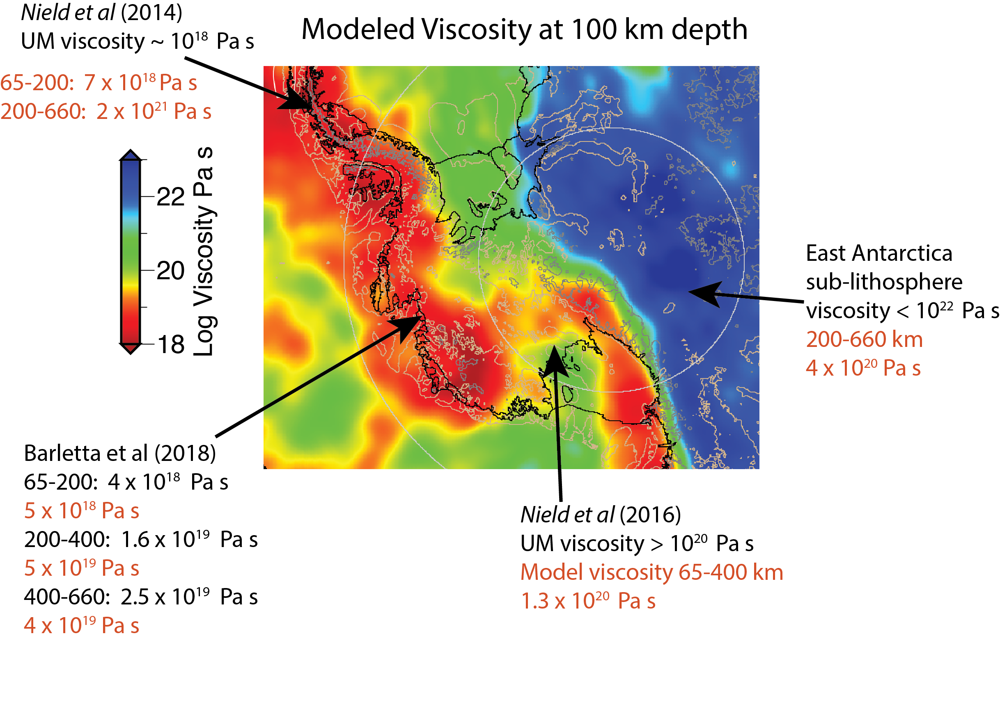 Nield et al (2014)
UM viscosity ~ 10¹⁸ Pa s
65-200: 7 x 10¹⁸ Pa s
200-660: 2 x 10²¹ Pa s
Modeled Viscosity at 100 km depth
22
20
18
Log Viscosity Pa s
East Antarctica
sub-lithosphere
viscosity < 10²² Pa s
200-660 km
4 x 10²⁰ Pa s
Barletta et al (2018)
65-200: 4 x 10¹⁸ Pa s
5 x 10¹⁸ Pa s
200-400: 1.6 x 10¹⁹ Pa s
5 x 10¹⁹ Pa s
400-660: 2.5 x 10¹⁹ Pa s
4 x 10¹⁹ Pa s
Nield et al (2016)
UM viscosity > 10²⁰ Pa s
Model viscosity 65-400 km
1.3 x 10²⁰ Pa s